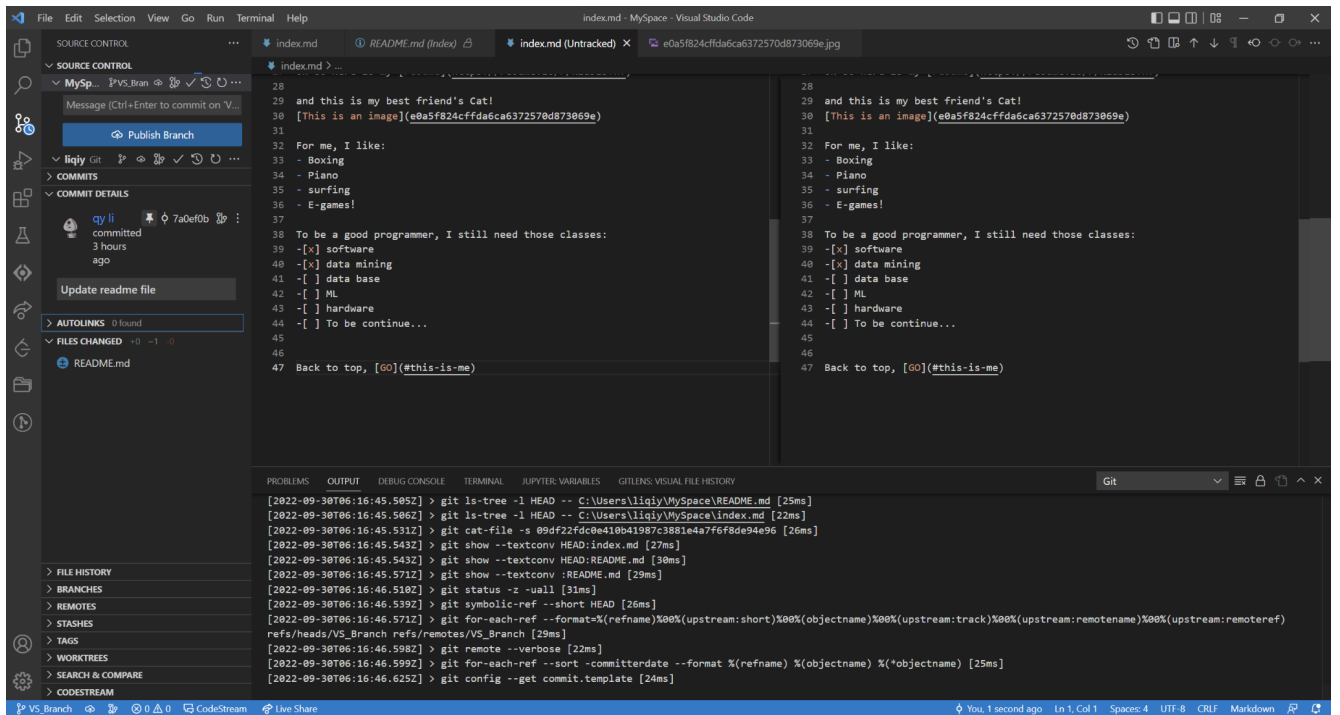 File Edit Selection View Go Run Terminal Help
index.md - MySpace - Visual Studio Code
SOURCE CONTROL
index.md
README.md (Index)
index.md (Untracked)
e0a5f824cffda6ca6372570d873069e.jpg
SOURCE CONTROL
index.md > ...
MySp... VS_Bran
Message (Ctrl+Enter to commit on 'V...
Publish Branch
liqiy Git
COMMITS
COMMIT DETAILS
qy li 7a0ef0b
committed
3 hours
ago
Update readme file
AUTOLINKS 0 found
FILES CHANGED +0 ~1 -0
README.md
FILE HISTORY
BRANCHES
REMOTES
STASHES
TAGS
WORKTREES
SEARCH & COMPARE
CODESTREAM
28
29 and this is my best friend's Cat!
30 [This is an image](e0a5f824cffda6ca6372570d873069e)
31
32 For me, I like:
33 - Boxing
34 - Piano
35 - surfing
36 - E-games!
37
38 To be a good programmer, I still need those classes:
39 -[x] software
40 -[x] data mining
41 -[ ] data base
42 -[ ] ML
43 -[ ] hardware
44 -[ ] To be continue...
45
46
47 Back to top, [GO](#this-is-me)
28
29 and this is my best friend's Cat!
30 [This is an image](e0a5f824cffda6ca6372570d873069e)
31
32 For me, I like:
33 - Boxing
34 - Piano
35 - surfing
36 - E-games!
37
38 To be a good programmer, I still need those classes:
39 -[x] software
40 -[x] data mining
41 -[ ] data base
42 -[ ] ML
43 -[ ] hardware
44 -[ ] To be continue...
45
46
47 Back to top, [GO](#this-is-me)
PROBLEMS OUTPUT DEBUG CONSOLE TERMINAL JUPYTER: VARIABLES GITLENS: VISUAL FILE HISTORY
Git
[2022-09-30T06:16:45.505Z] > git ls-tree -l HEAD -- C:\Users\liqiy\MySpace\README.md [25ms]
[2022-09-30T06:16:45.506Z] > git ls-tree -l HEAD -- C:\Users\liqiy\MySpace\index.md [22ms]
[2022-09-30T06:16:45.531Z] > git cat-file -s 09df22fdc0e410b41987c3881e4a7f6f8de94e96 [26ms]
[2022-09-30T06:16:45.543Z] > git show --textconv HEAD:index.md [27ms]
[2022-09-30T06:16:45.543Z] > git show --textconv HEAD:README.md [30ms]
[2022-09-30T06:16:45.571Z] > git show --textconv :README.md [29ms]
[2022-09-30T06:16:46.510Z] > git status -z -uall [31ms]
[2022-09-30T06:16:46.539Z] > git symbolic-ref --short HEAD [26ms]
[2022-09-30T06:16:46.571Z] > git for-each-ref --format=%(refname)%00%(upstream:short)%00%(objectname)%00%(upstream:track)%00%(upstream:remotename)%00%(upstream:remoteref)
refs/heads/VS_Branch refs/remotes/VS_Branch [29ms]
[2022-09-30T06:16:46.598Z] > git remote --verbose [22ms]
[2022-09-30T06:16:46.599Z] > git for-each-ref --sort -committerdate --format %(refname) %(objectname) %(*objectname) [25ms]
[2022-09-30T06:16:46.625Z] > git config --get commit.template [24ms]
VS_Branch 0 0 CodeStream Live Share
You, 1 second ago Ln 1, Col 1 Spaces: 4 UTF-8 CRLF Markdown